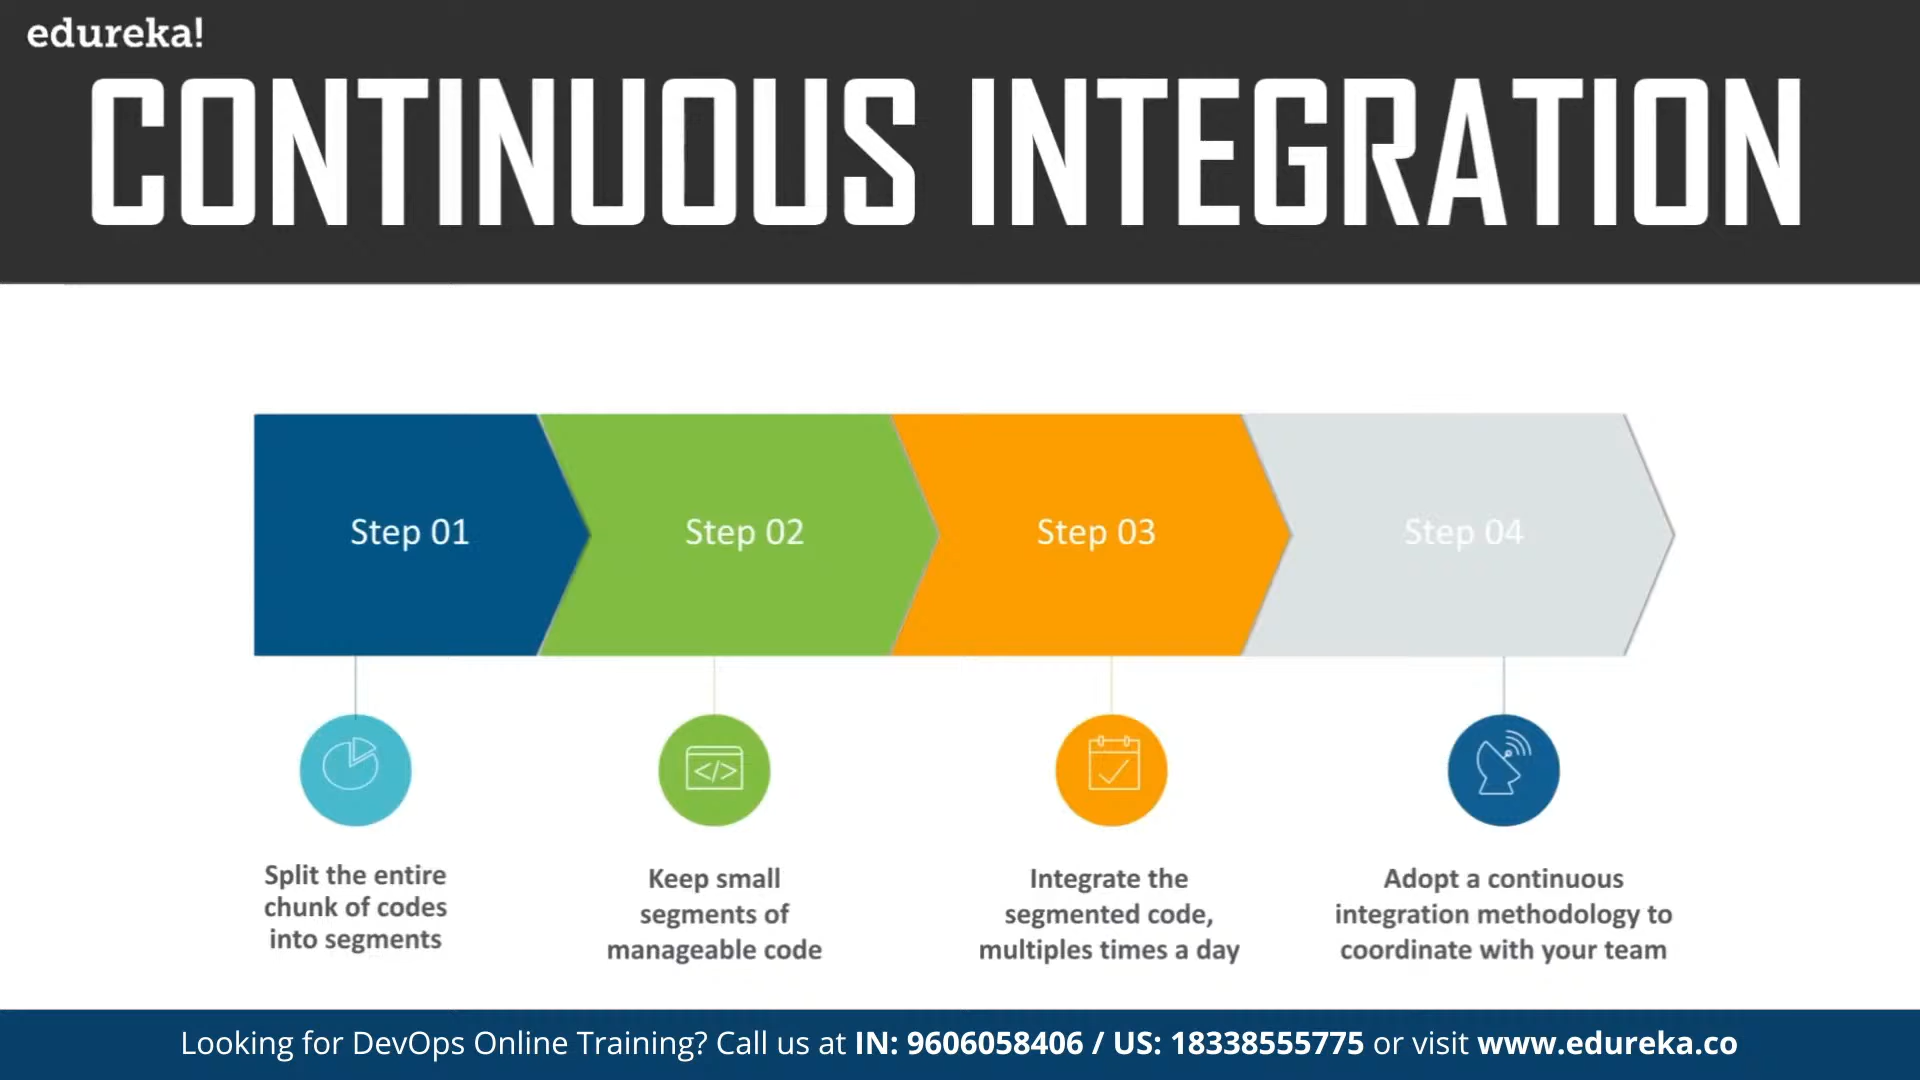 edureka!
CONTINUOUS INTEGRATION
Step 01
Step 02
Step 03
Step 04
</>
Split the entire
chunk of codes
into segments
Keep small
segments of
manageable code
Integrate the
segmented code,
multiples times a day
Adopt a continuous
integration methodology to
coordinate with your team
Looking for DevOps Online Training? Call us at IN: 9606058406 / US: 18338555775 or visit www.edureka.co